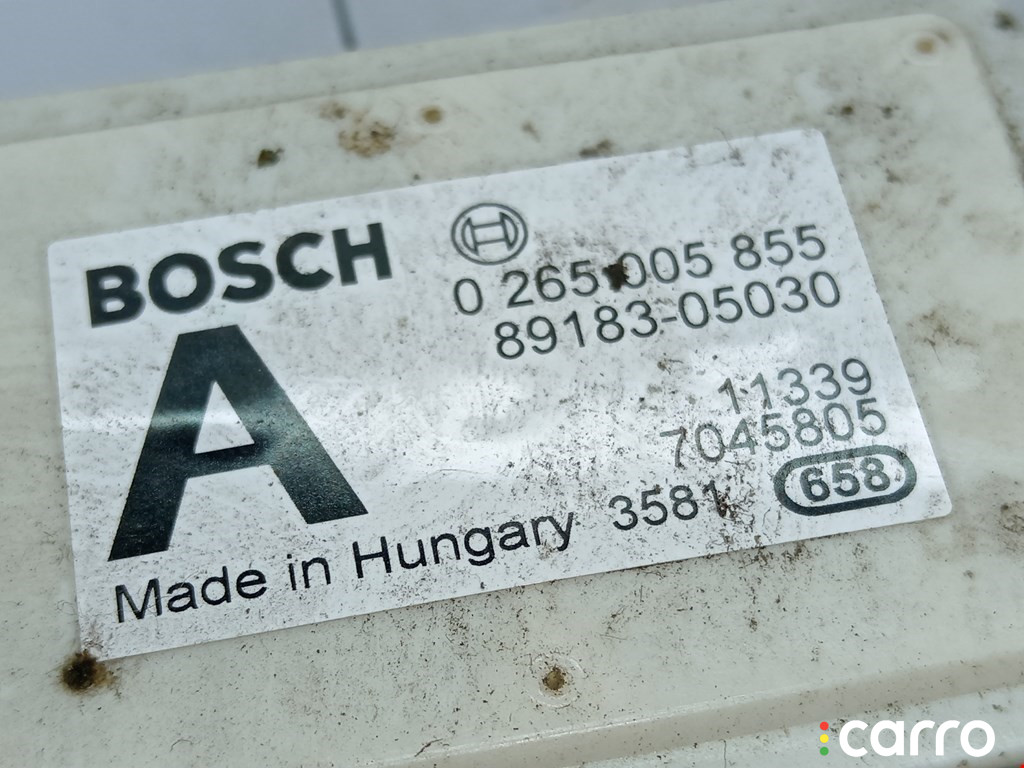 BOSCH
0 265 005 855
89183-05030
A
11339
7045805
Made in Hungary 3581 658
carro